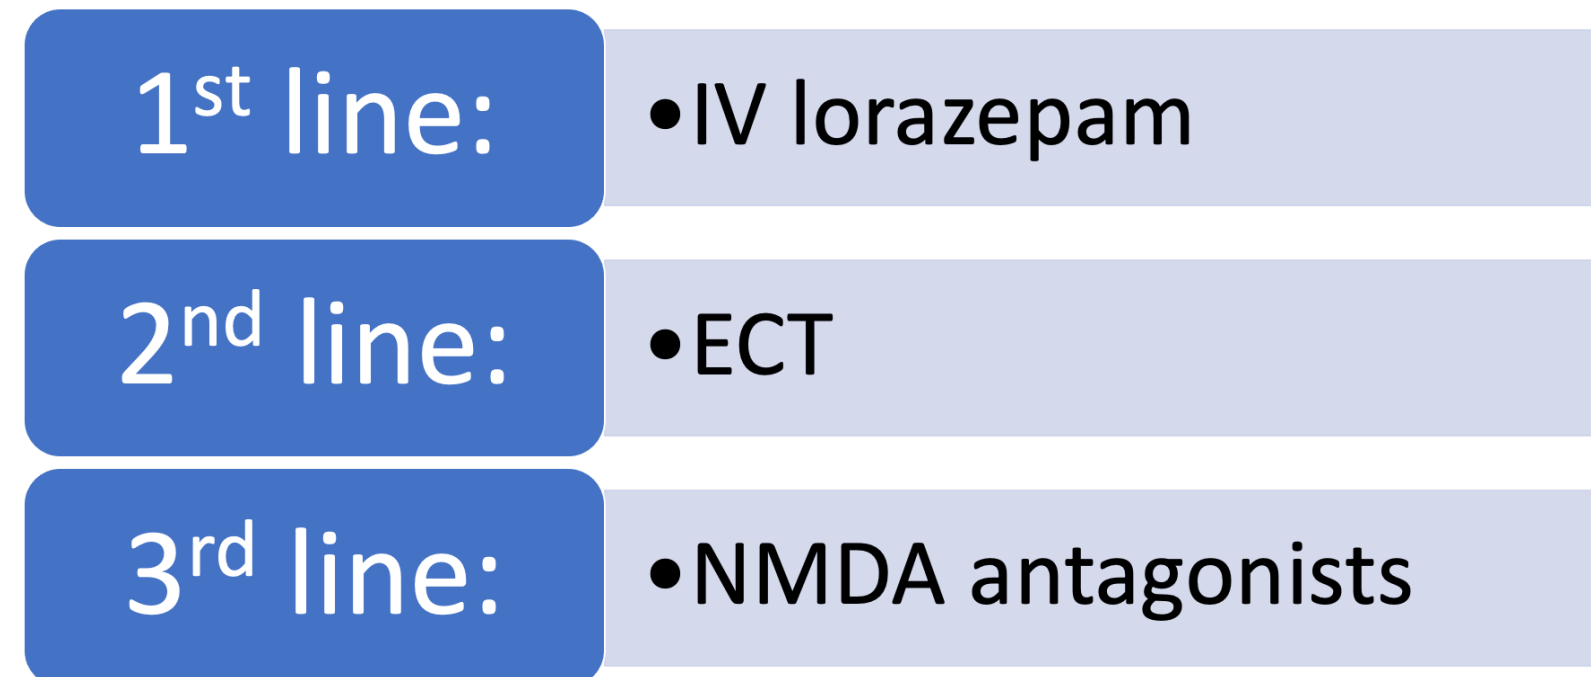 1st line:
•IV lorazepam
2nd line:
•ECT
3rd line:
•NMDA antagonists